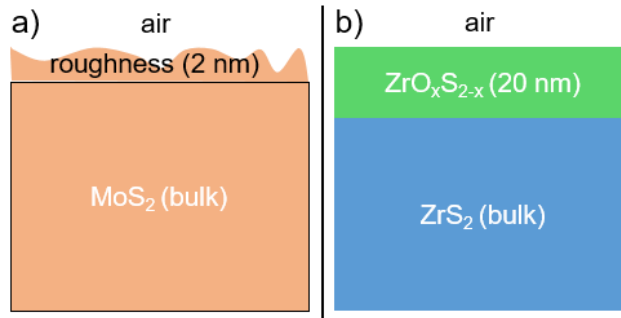 a)
air
roughness (2 nm)
MoS₂ (bulk)
b)
air
ZrOₓS₂₋ₓ (20 nm)
ZrS₂ (bulk)